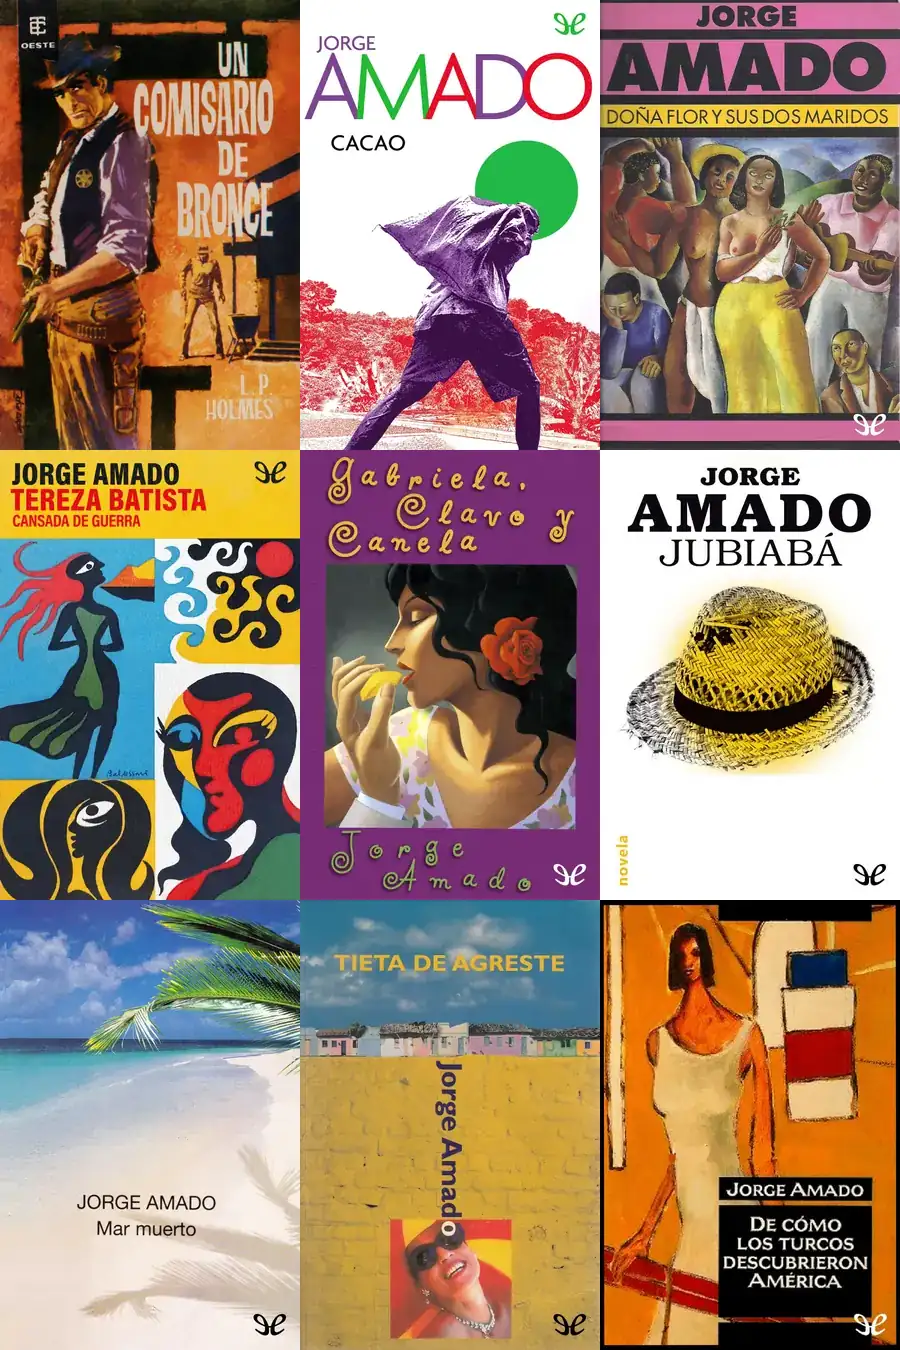 OESTE
UN
COMISARIO
DE
BRONCE
L.P.
HOLMES
JORGE
AMADO
CACAO
JORGE
AMADO
DOÑA FLOR Y SUS DOS MARIDOS
JORGE AMADO
TEREZA BATISTA
CANSADA DE GUERRA
Gabriela,
Clavo y
Canela
Jorge
Amado
JORGE
AMADO
JUBIABÁ
novela
JORGE AMADO
Mar muerto
TIETA DE AGRESTE
Jorge Amado
JORGE AMADO
DE CÓMO
LOS TURCOS
DESCUBRIERON
AMÉRICA